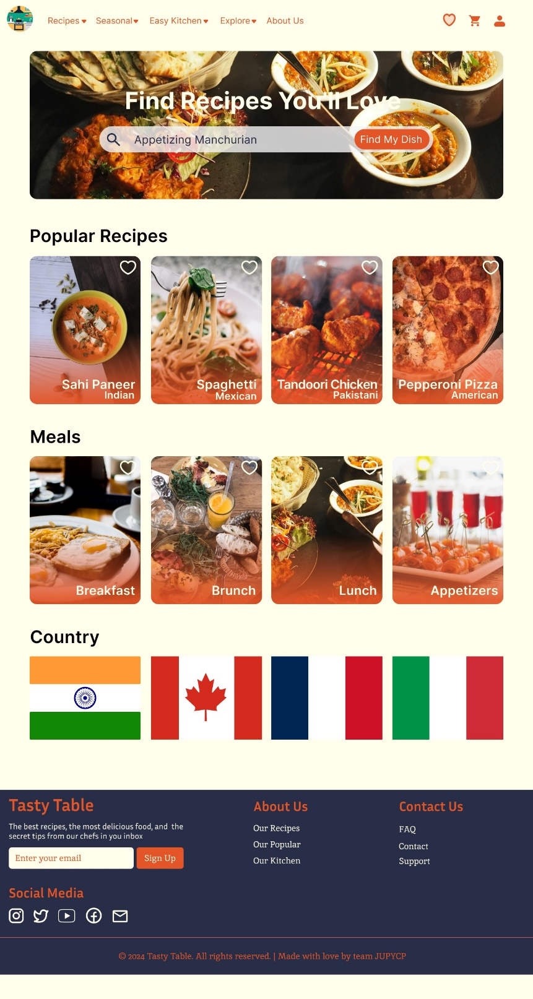 Recipes Seasonal Easy Kitchen Explore About Us
Find Recipes You'll Love
Appetizing Manchurian Find My Dish
Popular Recipes
Sahi Paneer
Indian
Spaghetti
Mexican
Tandoori Chicken
Pakistani
Pepperoni Pizza
American
Meals
Breakfast
Brunch
Lunch
Appetizers
Country
Tasty Table
The best recipes, the most delicious food, and the
secret tips from our chefs in you inbox
Enter your email Sign Up
Social Media
About Us
Our Recipes
Our Popular
Our Kitchen
Contact Us
FAQ
Contact
Support
© 2024 Tasty Table. All rights reserved. | Made with love by team JUPYCP